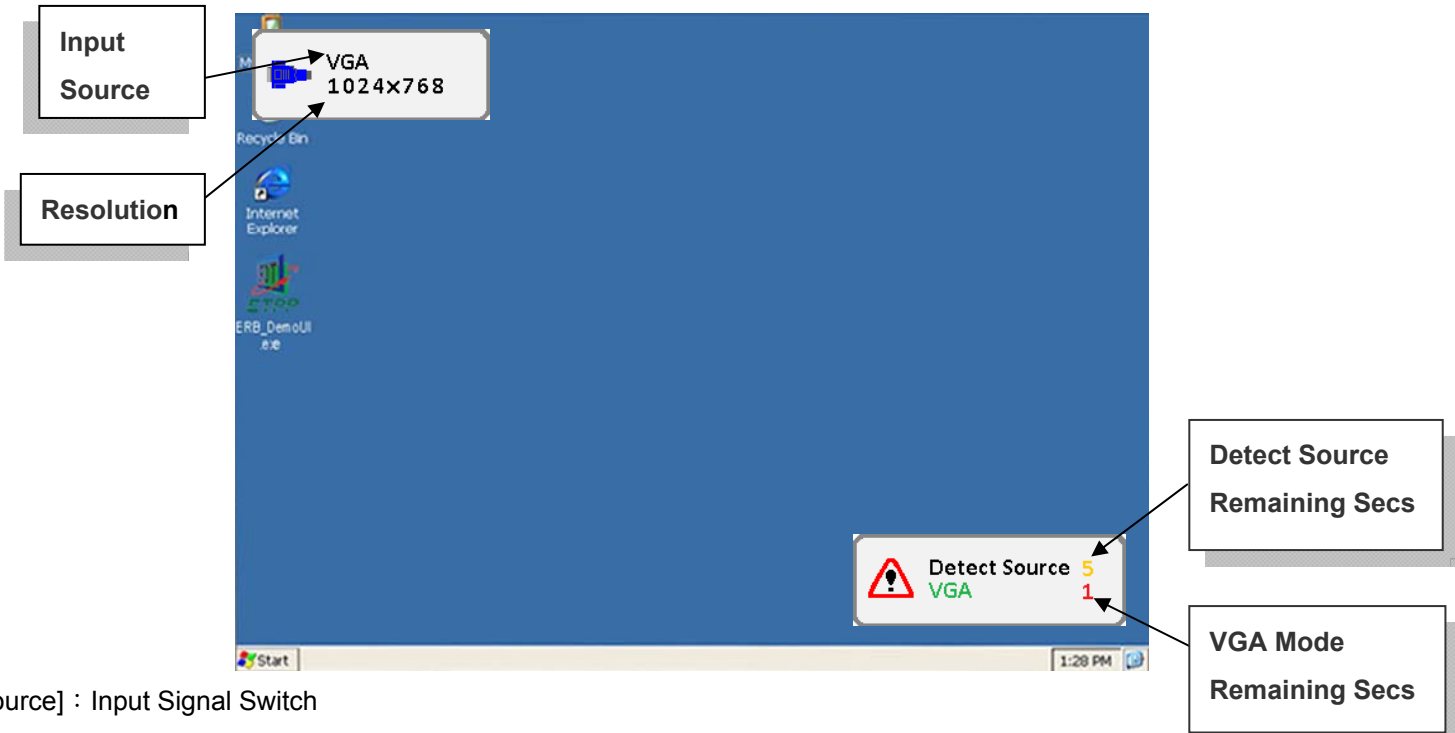 Input
Source
VGA
1024x768
M
Recycle Bin
Resolution
Internet
Explorer
ERB_DemoUI
.exe
Detect Source
Remaining Secs
Detect Source 5
VGA 1
VGA Mode
Remaining Secs
Start
1:28 PM
ource]：Input Signal Switch